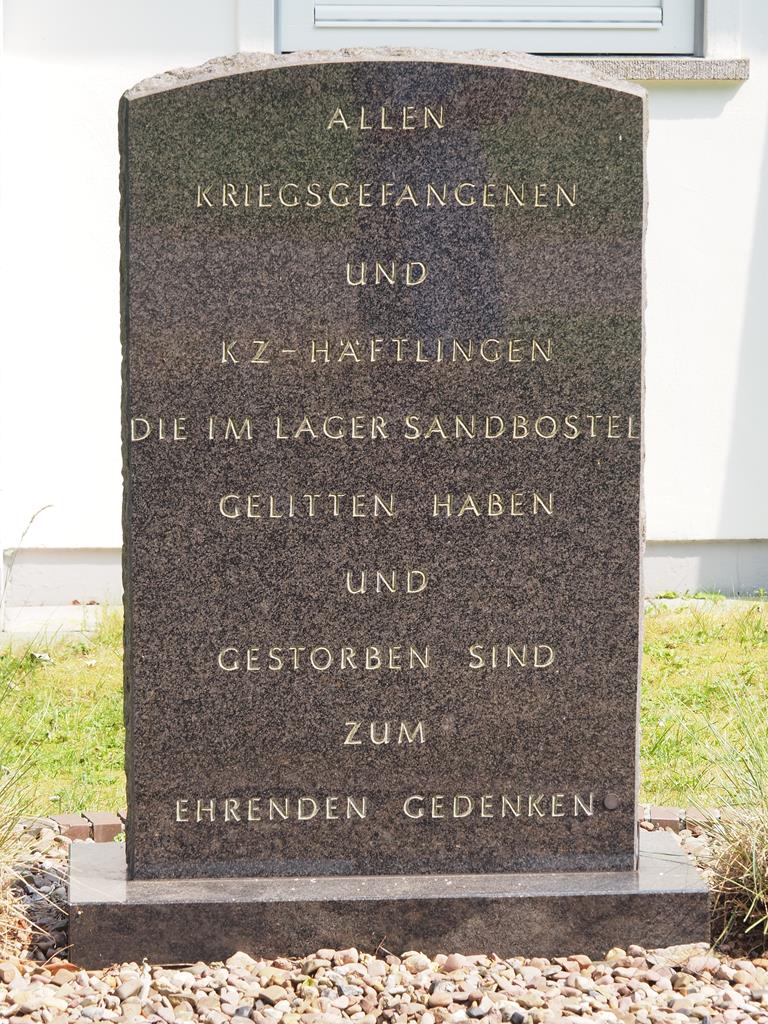 ALLEN
KRIEGSGEFANGENEN
UND
KZ-HÄFTLINGEN
DIE IM LAGER SANDBOSTEL
GELITTEN HABEN
UND
GESTORBEN SIND
ZUM
EHRENDEN GEDENKEN